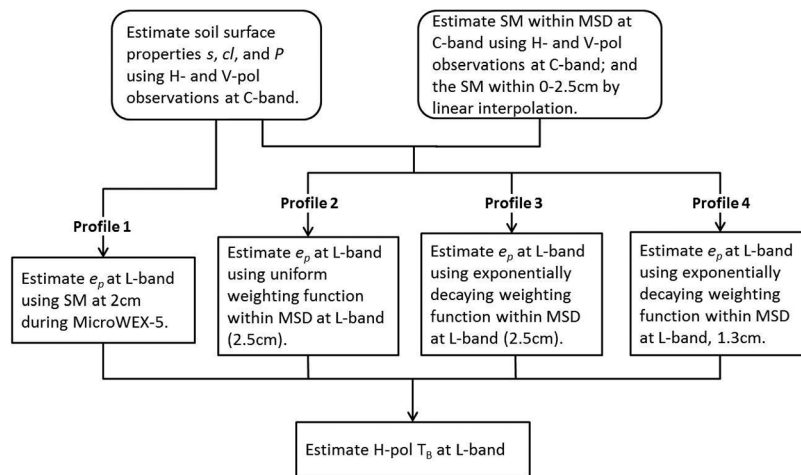 Estimate soil surface
properties s, cl, and P
using H- and V-pol
observations at C-band.
Estimate SM within MSD at
C-band using H- and V-pol
observations at C-band; and
the SM within 0-2.5cm by
linear interpolation.
Profile 1
Profile 2
Profile 3
Profile 4
Estimate ep at L-band
using SM at 2cm
during MicroWEX-5.
Estimate ep at L-band
using uniform
weighting function
within MSD at L-band
(2.5cm).
Estimate ep at L-band
using exponentially
decaying weighting
function within MSD
at L-band (2.5cm).
Estimate ep at L-band
using exponentially
decaying weighting
function within MSD
at L-band, 1.3cm.
Estimate H-pol TB at L-band